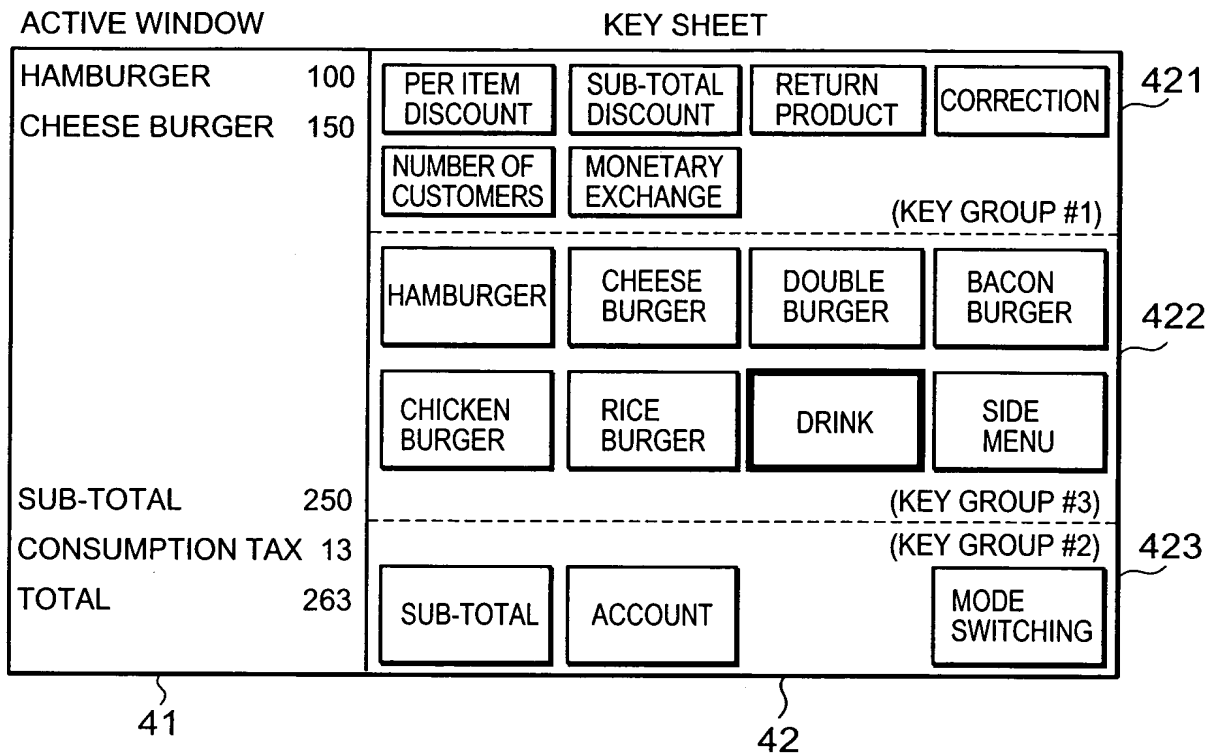 ACTIVE WINDOW
KEY SHEET
HAMBURGER 100
CHEESE BURGER 150
SUB-TOTAL 250
CONSUMPTION TAX 13
TOTAL 263
PER ITEM
DISCOUNT
SUB-TOTAL
DISCOUNT
RETURN
PRODUCT
CORRECTION
421
NUMBER OF
CUSTOMERS
MONETARY
EXCHANGE
(KEY GROUP #1)
HAMBURGER
CHEESE
BURGER
DOUBLE
BURGER
BACON
BURGER
422
CHICKEN
BURGER
RICE
BURGER
DRINK
SIDE
MENU
(KEY GROUP #3)
(KEY GROUP #2)
423
SUB-TOTAL
ACCOUNT
MODE
SWITCHING
41
42